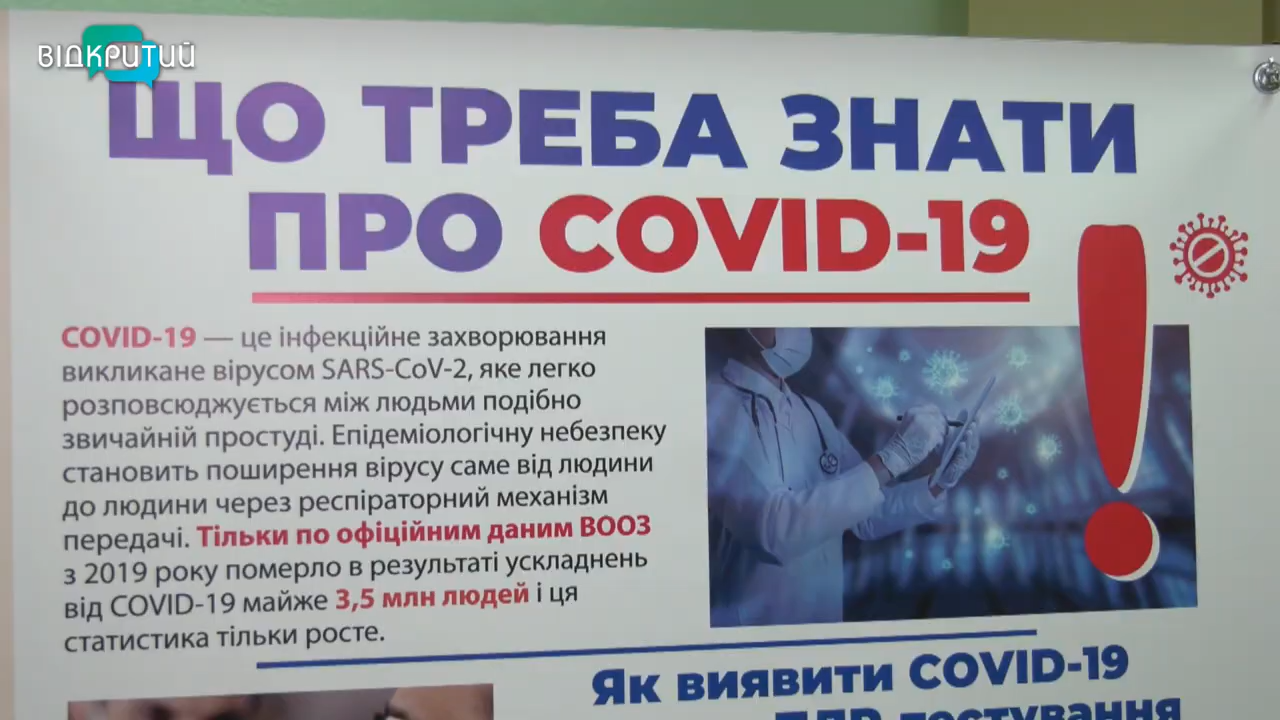 ВІДКРИТИЙ
ЩО ТРЕБА ЗНАТИ
ПРО COVID-19
COVID-19 — це інфекційне захворювання
викликане вірусом SARS-CoV-2, яке легко
розповсюджується між людьми подібно
звичайній простуді. Епідеміологічну небезпеку
становить поширення вірусу саме від людини
до людини через респіраторний механізм
передачі. Тільки по офіційним даним ВООЗ
з 2019 року померло в результаті ускладнень
від COVID-19 майже 3,5 млн людей і ця
статистика тільки росте.
Як виявити COVID-19
ПЛР тестування